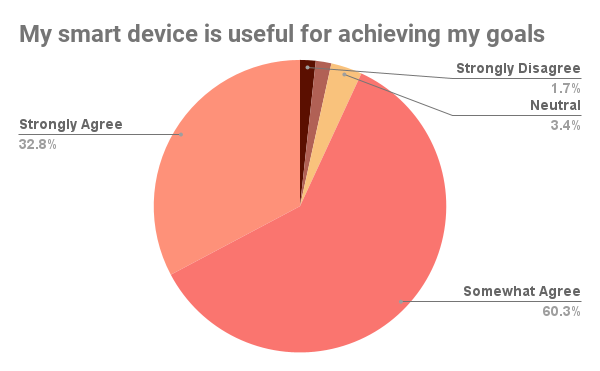 My smart device is useful for achieving my goals
Strongly Disagree
1.7%
Neutral
3.4%
Strongly Agree
32.8%
Somewhat Agree
60.3%